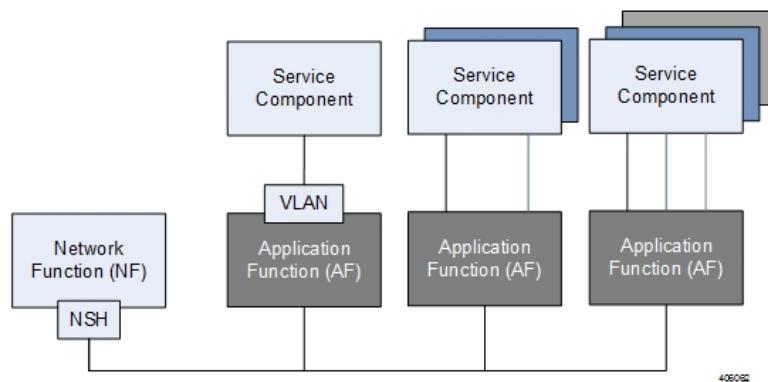 Service
Component
Service
Component
Service
Component
VLAN
Network
Function (NF)
Application
Function (AF)
Application
Function (AF)
Application
Function (AF)
NSH
406062